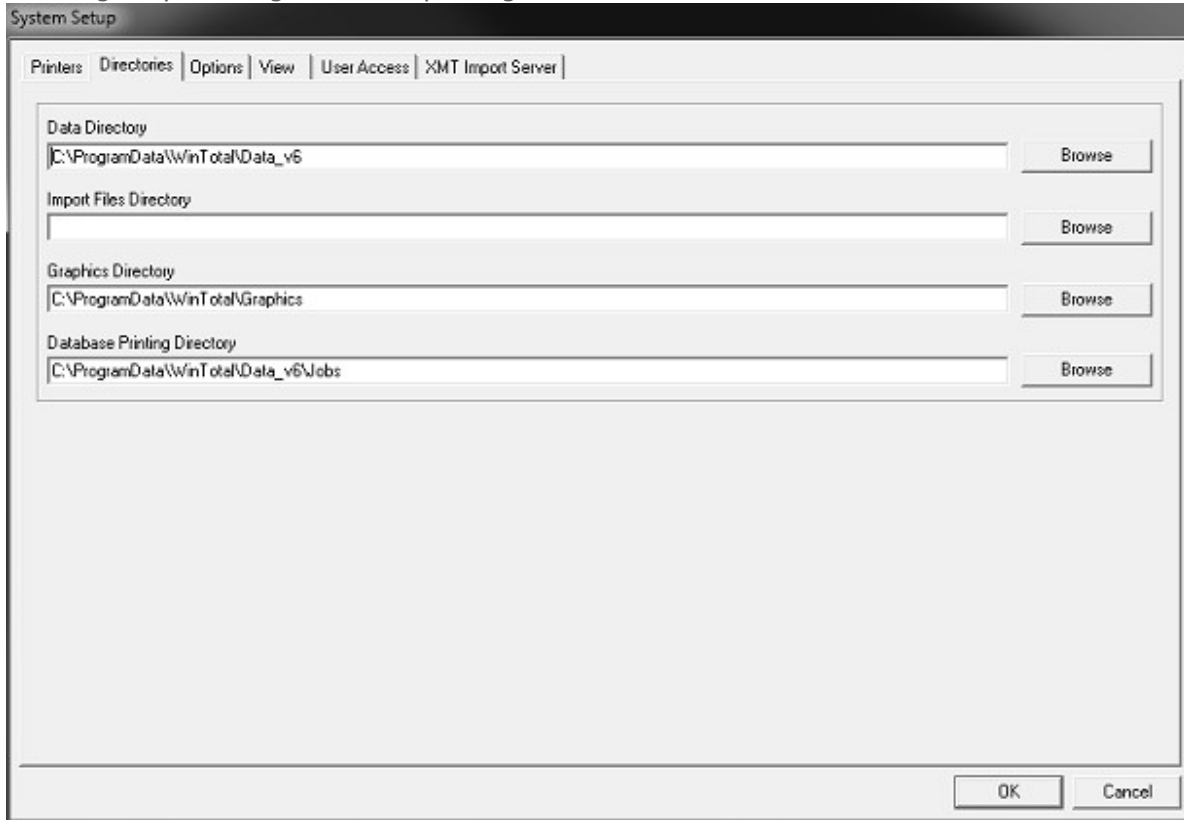 System Setup
Printers Directories Options View User Access XMT Import Server
Data Directory
C:\ProgramData\WinTotal\Data_v6 Browse
Import Files Directory
Browse
Graphics Directory
C:\ProgramData\WinTotal\Graphics Browse
Database Printing Directory
C:\ProgramData\WinTotal\Data_v6\Jobs Browse
OK Cancel